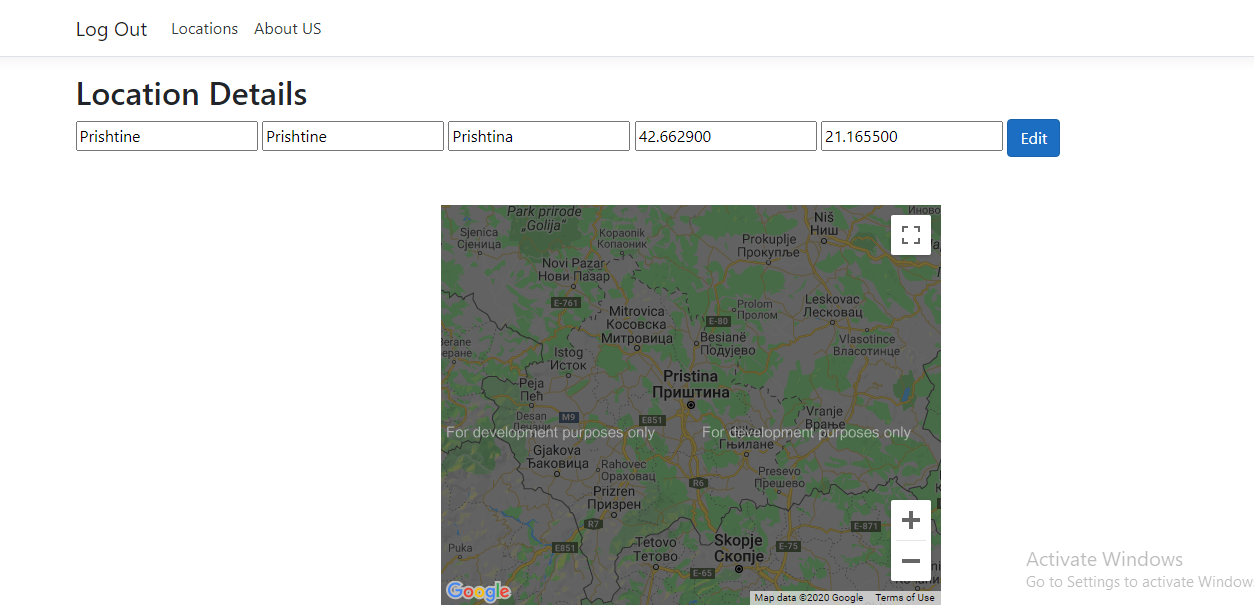 Log Out Locations About US
Location Details
Prishtine Prishtine Prishtina 42.662900 21.165500 Edit
Park prirode
„Golija“
Niš
Ниш
Sjenica
Сјеница
Kopaonik
Копаоник
Prokuplje
Прокупље
Novi Pazar
Нови Пазар
E-761
Mitrovica
Косовска
Митровица
E-80
Prolom
Пролом
Leskovac
Лесковац
Besianë
Подујево
Vlasotince
Власотинце
Istog
Исток
Peja
Пећ
Pristina
Приштина
M9
E851
Vranje
Врање
For development purposes only For development purposes only
Гњилане
Gjakova
Ђаковица
Rahovec
Ораховац
Presevo
Прешево
R6
Prizren
Призрен
R7
E-871
Puka
E851
Tetovo
Тетово
Skopje
Скопје
E-75
E-65
Google
Map data ©2020 Google Terms of Use
Activate Windows
Go to Settings to activate Window